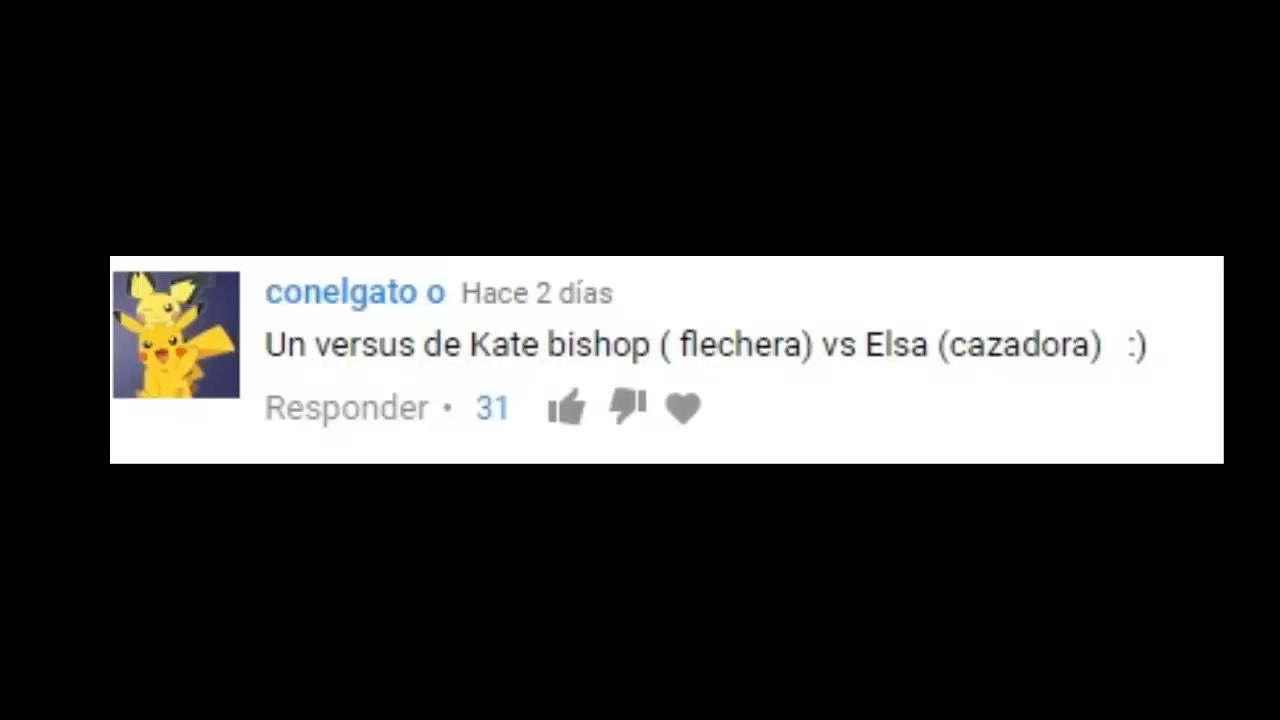 conelgato o Hace 2 días
Un versus de Kate bishop ( flechera) vs Elsa (cazadora) :)
Responder • 31